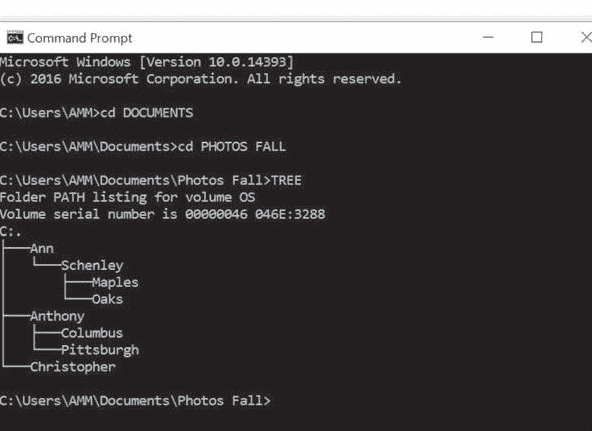 Command Prompt
Microsoft Windows [Version 10.0.14393]
(c) 2016 Microsoft Corporation. All rights reserved.
C:\Users\AMM>cd DOCUMENTS
C:\Users\AMM\Documents>cd PHOTOS FALL
C:\Users\AMM\Documents\Photos Fall>TREE
Folder PATH listing for volume OS
Volume serial number is 00000046 046E:3288
C:.
├───Ann
│   └───Schenley
│       ├───Maples
│       └───Oaks
├───Anthony
│   ├───Columbus
│   └───Pittsburgh
└───Christopher
C:\Users\AMM\Documents\Photos Fall>